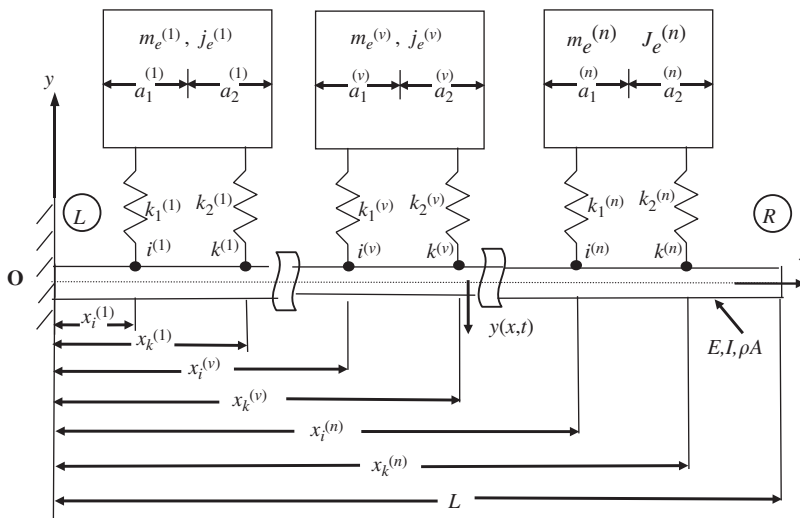 m_e^(1), j_e^(1)
m_e^(v), j_e^(v)
m_e^(n) J_e^(n)
a_1^(1) a_2^(1)
a_1^(v) a_2^(v)
a_1^(n) a_2^(n)
y
L
k_1^(1) k_2^(1)
k_1^(v) k_2^(v)
k_1^(n) k_2^(n)
R
i^(1) k^(1)
i^(v) k^(v)
i^(n) k^(n)
O
x_i^(1)
y(x,t)
x_k^(1)
E,I,ρA
x_i^(v)
x_k^(v)
x_i^(n)
x_k^(n)
L